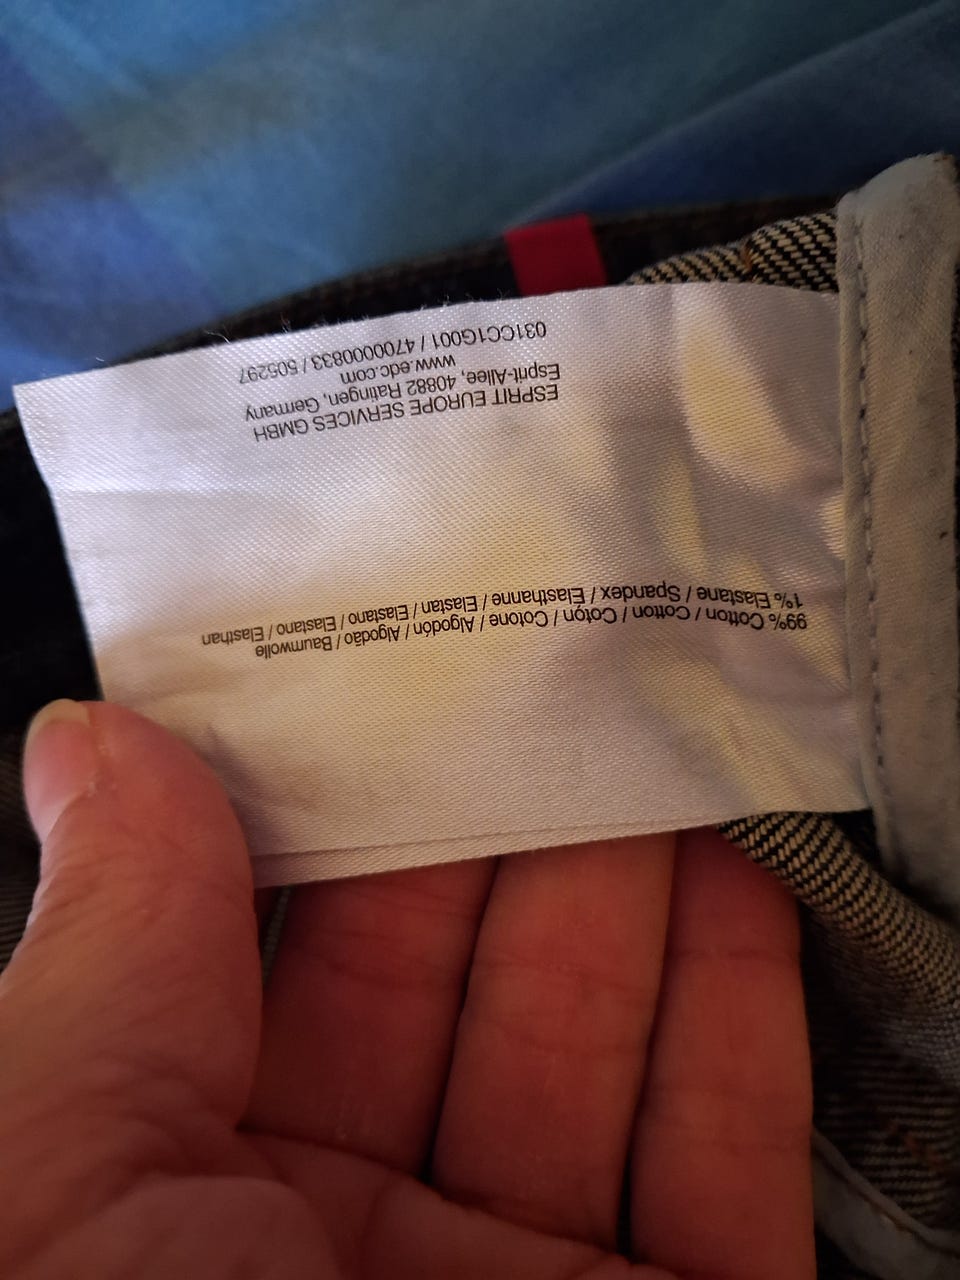 99% Cotton / Cotton / Coton / Coton / Cotone / Algodón / Algodão / Baumwolle
1% Elastane / Spandex / Elasthanne / Elastan / Elastano / Elastano / Elasthan
ESPRIT EUROPE SERVICES GMBH
Esprit-Allee, 40882 Ratingen, Germany
www.edc.com
031CC1G001 / 4700000833 / 505297